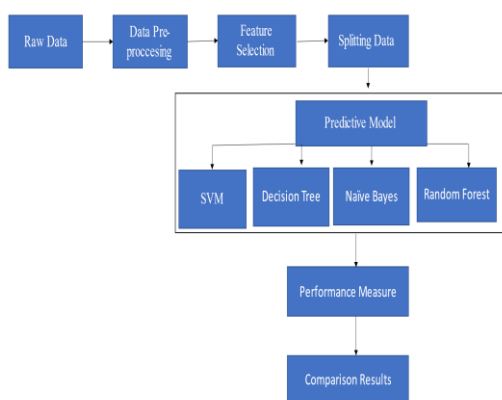 Raw Data
Data Pre-
proccesing
Feature
Selection
Splitting Data
Predictive Model
SVM
Decision Tree
Naïve Bayes
Random Forest
Performance Measure
Comparison Results